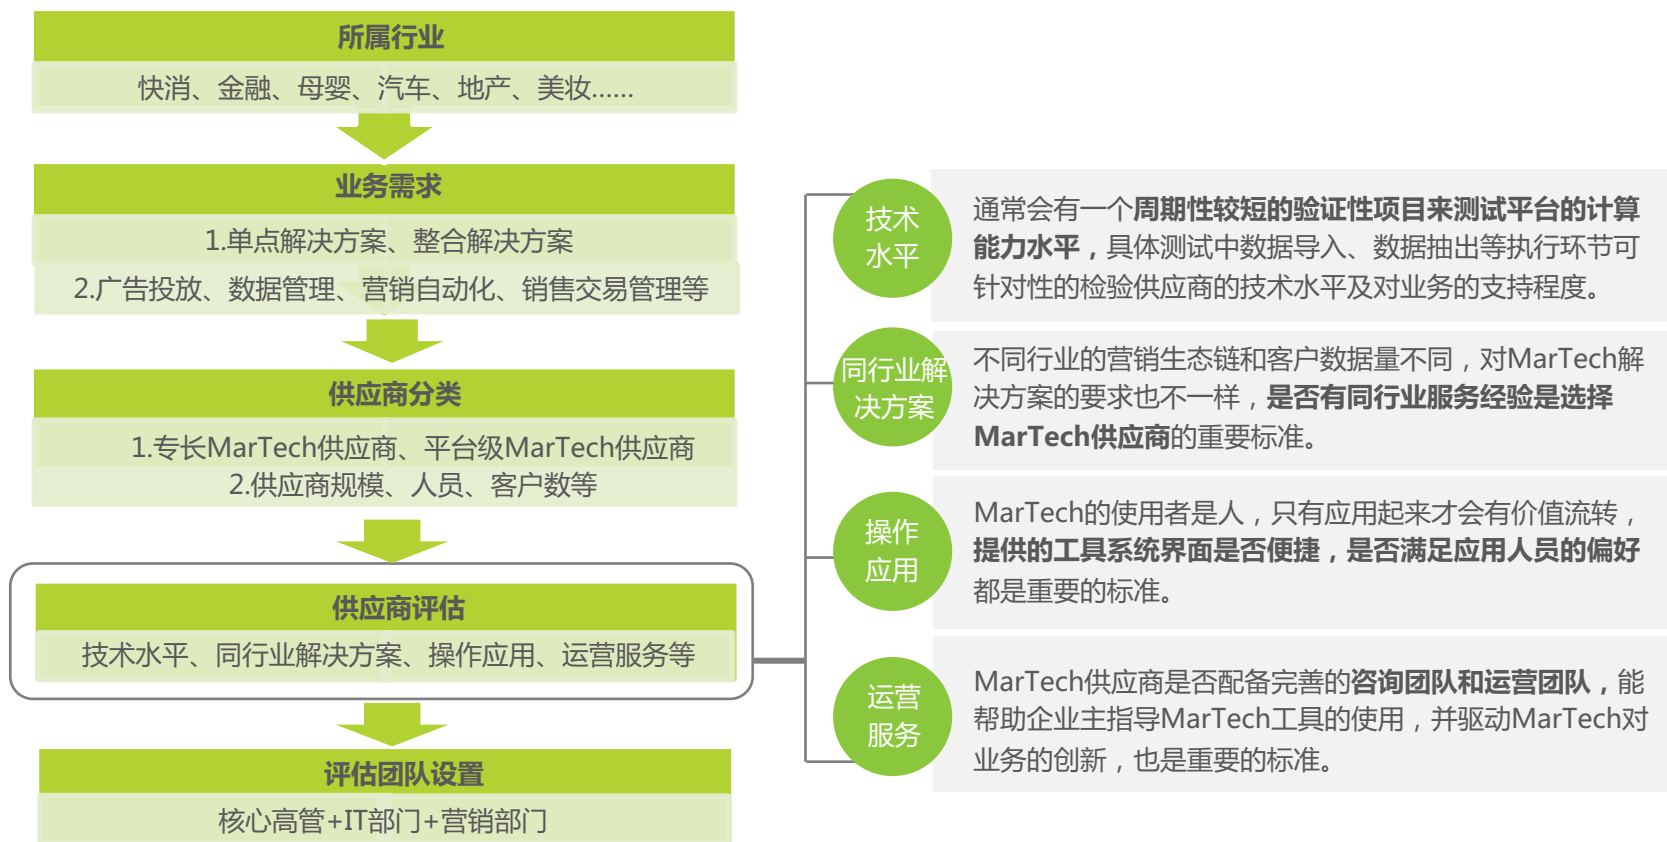 所属行业
快消、金融、母婴、汽车、地产、美妆......
业务需求
1.单点解决方案、整合解决方案
2.广告投放、数据管理、营销自动化、销售交易管理等
供应商分类
1.专长MarTech供应商、平台级MarTech供应商
2.供应商规模、人员、客户数等
供应商评估
技术水平、同行业解决方案、操作应用、运营服务等
评估团队设置
核心高管+IT部门+营销部门
技术
水平
通常会有一个周期性较短的验证性项目来测试平台的计算
能力水平，具体测试中数据导入、数据抽出等执行环节可
针对性的检验供应商的技术水平及对业务的支持程度。
同行业解
决方案
不同行业的营销生态链和客户数据量不同，对MarTech解
决方案的要求也不一样，是否有同行业服务经验是选择
MarTech供应商的重要标准。
操作
应用
MarTech的使用者是人，只有应用起来才会有价值流转，
提供的工具系统界面是否便捷，是否满足应用人员的偏好
都是重要的标准。
运营
服务
MarTech供应商是否配备完善的咨询团队和运营团队，能
帮助企业主指导MarTech工具的使用，并驱动MarTech对
业务的创新，也是重要的标准。